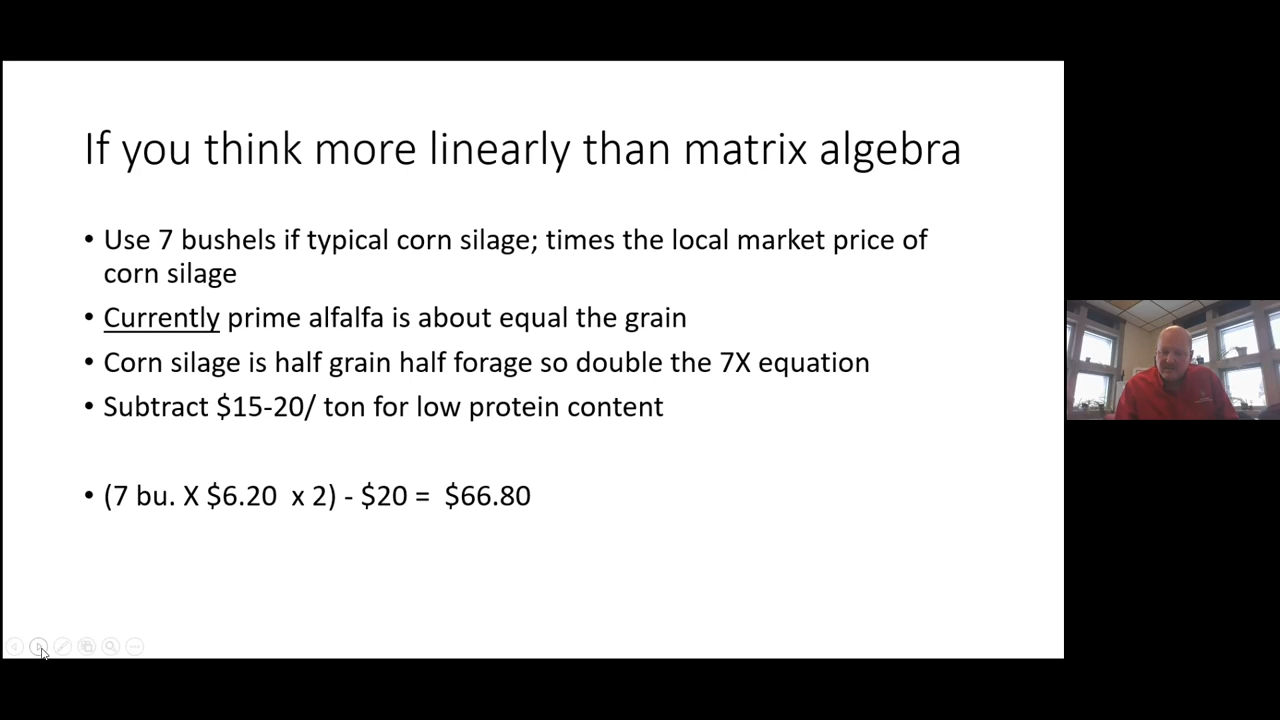 If you think more linearly than matrix algebra
• Use 7 bushels if typical corn silage; times the local market price of
corn silage
• Currently prime alfalfa is about equal the grain
• Corn silage is half grain half forage so double the 7X equation
• Subtract $15-20/ ton for low protein content
• (7 bu. X $6.20  x 2) - $20 =  $66.80